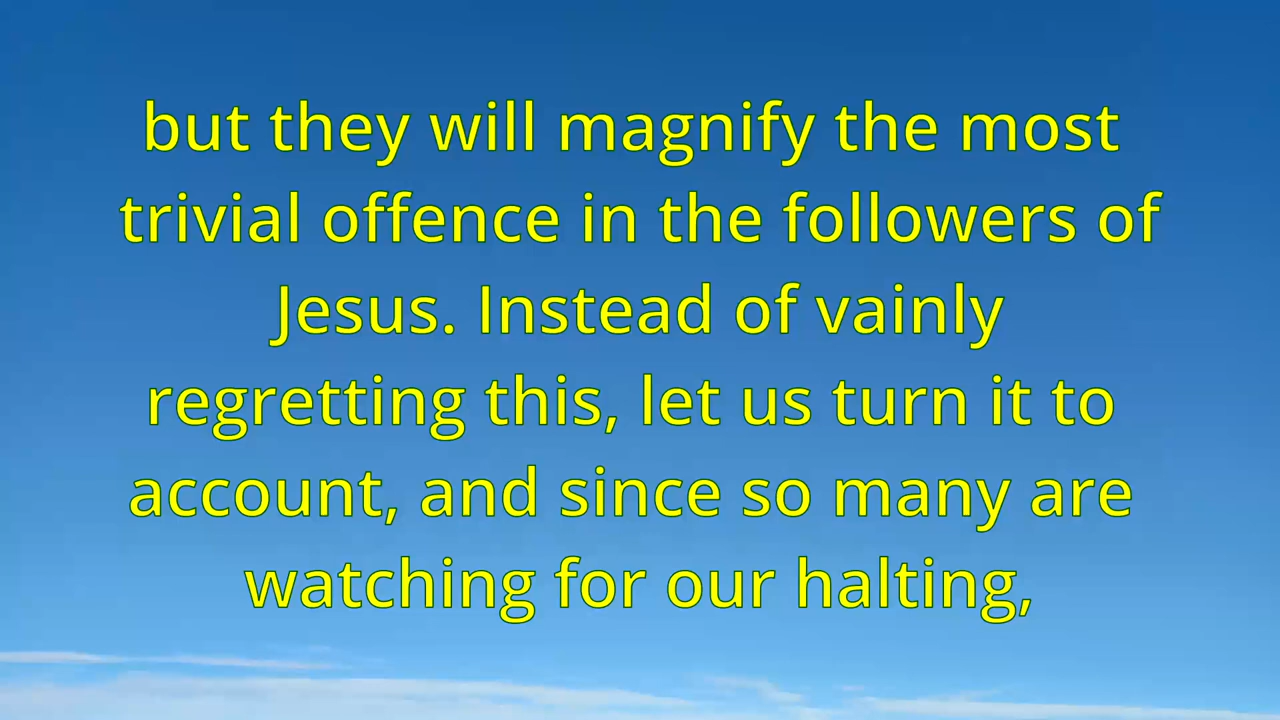 but they will magnify the most
trivial offence in the followers of
Jesus. Instead of vainly
regretting this, let us turn it to
account, and since so many are
watching for our halting,